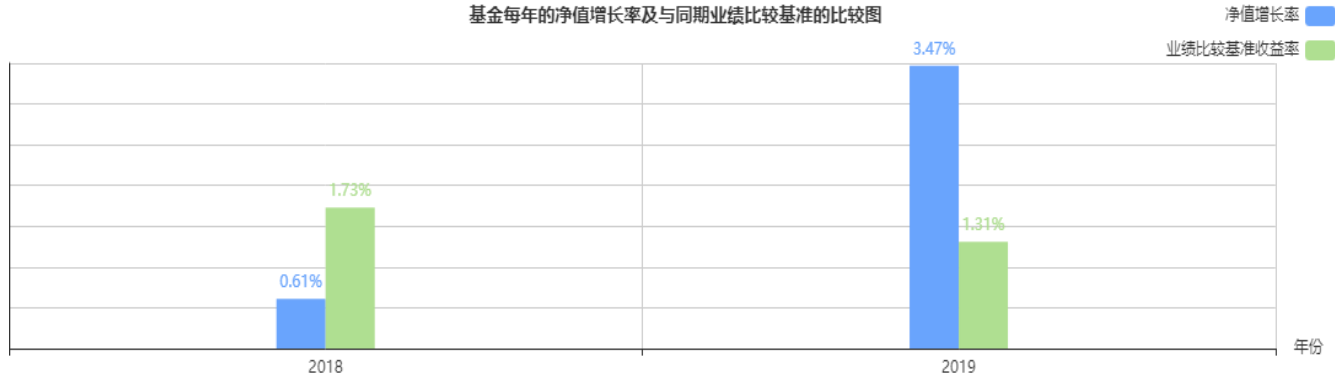 基金每年的净值增长率及与同期业绩比较基准的比较图
净值增长率
业绩比较基准收益率
3.47%
1.73%
1.31%
0.61%
年份
2018
2019